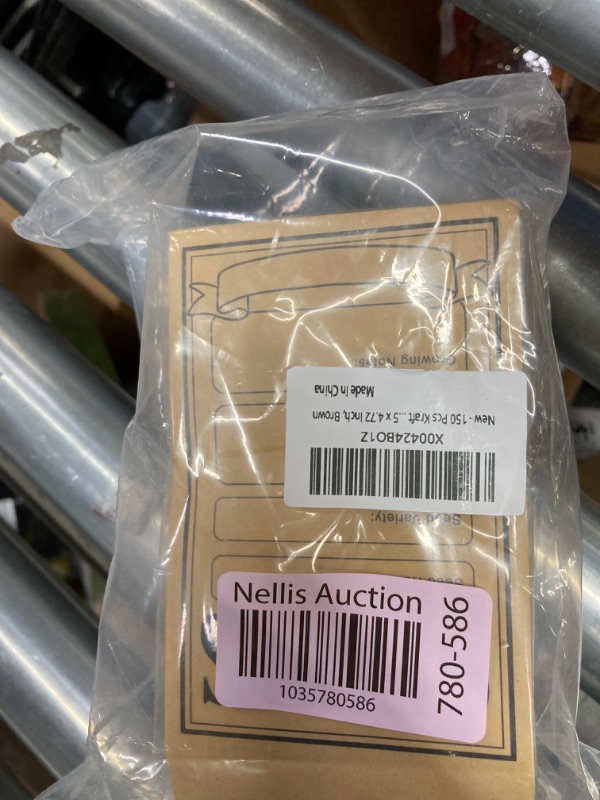 Growing Notes:
Made in China
New - 150 Pcs Kraft ...5 x 4.72 Inch, Brown
X00424BO1Z
Seed Variety:
Nellis Auction
1035780586
780-586